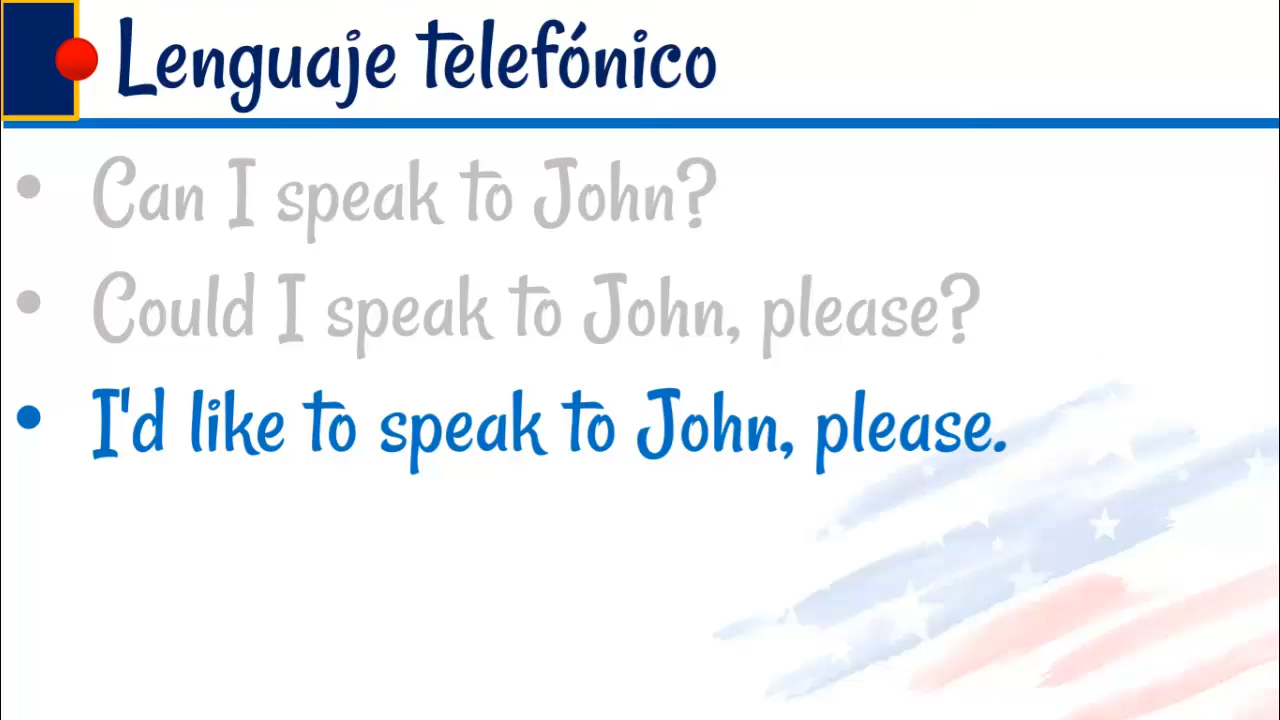 Lenguaje telefónico
• Can I speak to John?
• Could I speak to John, please?
• I'd like to speak to John, please.